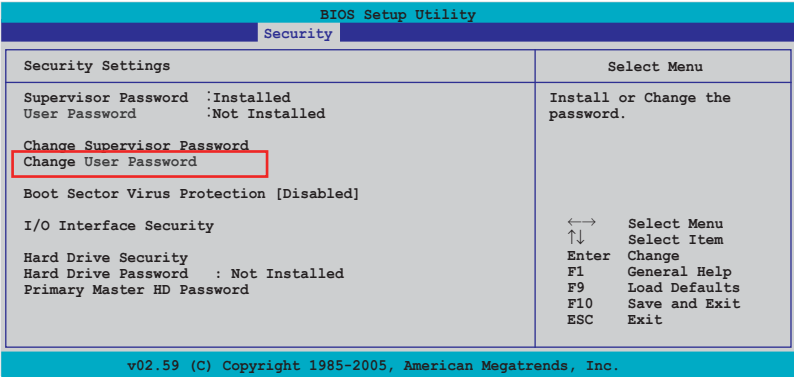 BIOS Setup Utility
Security
Security Settings
Supervisor Password :Installed
User Password :Not Installed
Change Supervisor Password
Change User Password
Boot Sector Virus Protection [Disabled]
I/O Interface Security
Hard Drive Security
Hard Drive Password : Not Installed
Primary Master HD Password
Select Menu
Install or Change the
password.
←→ Select Menu
↑↓ Select Item
Enter Change
F1 General Help
F9 Load Defaults
F10 Save and Exit
ESC Exit
v02.59 (C) Copyright 1985-2005, American Megatrends, Inc.